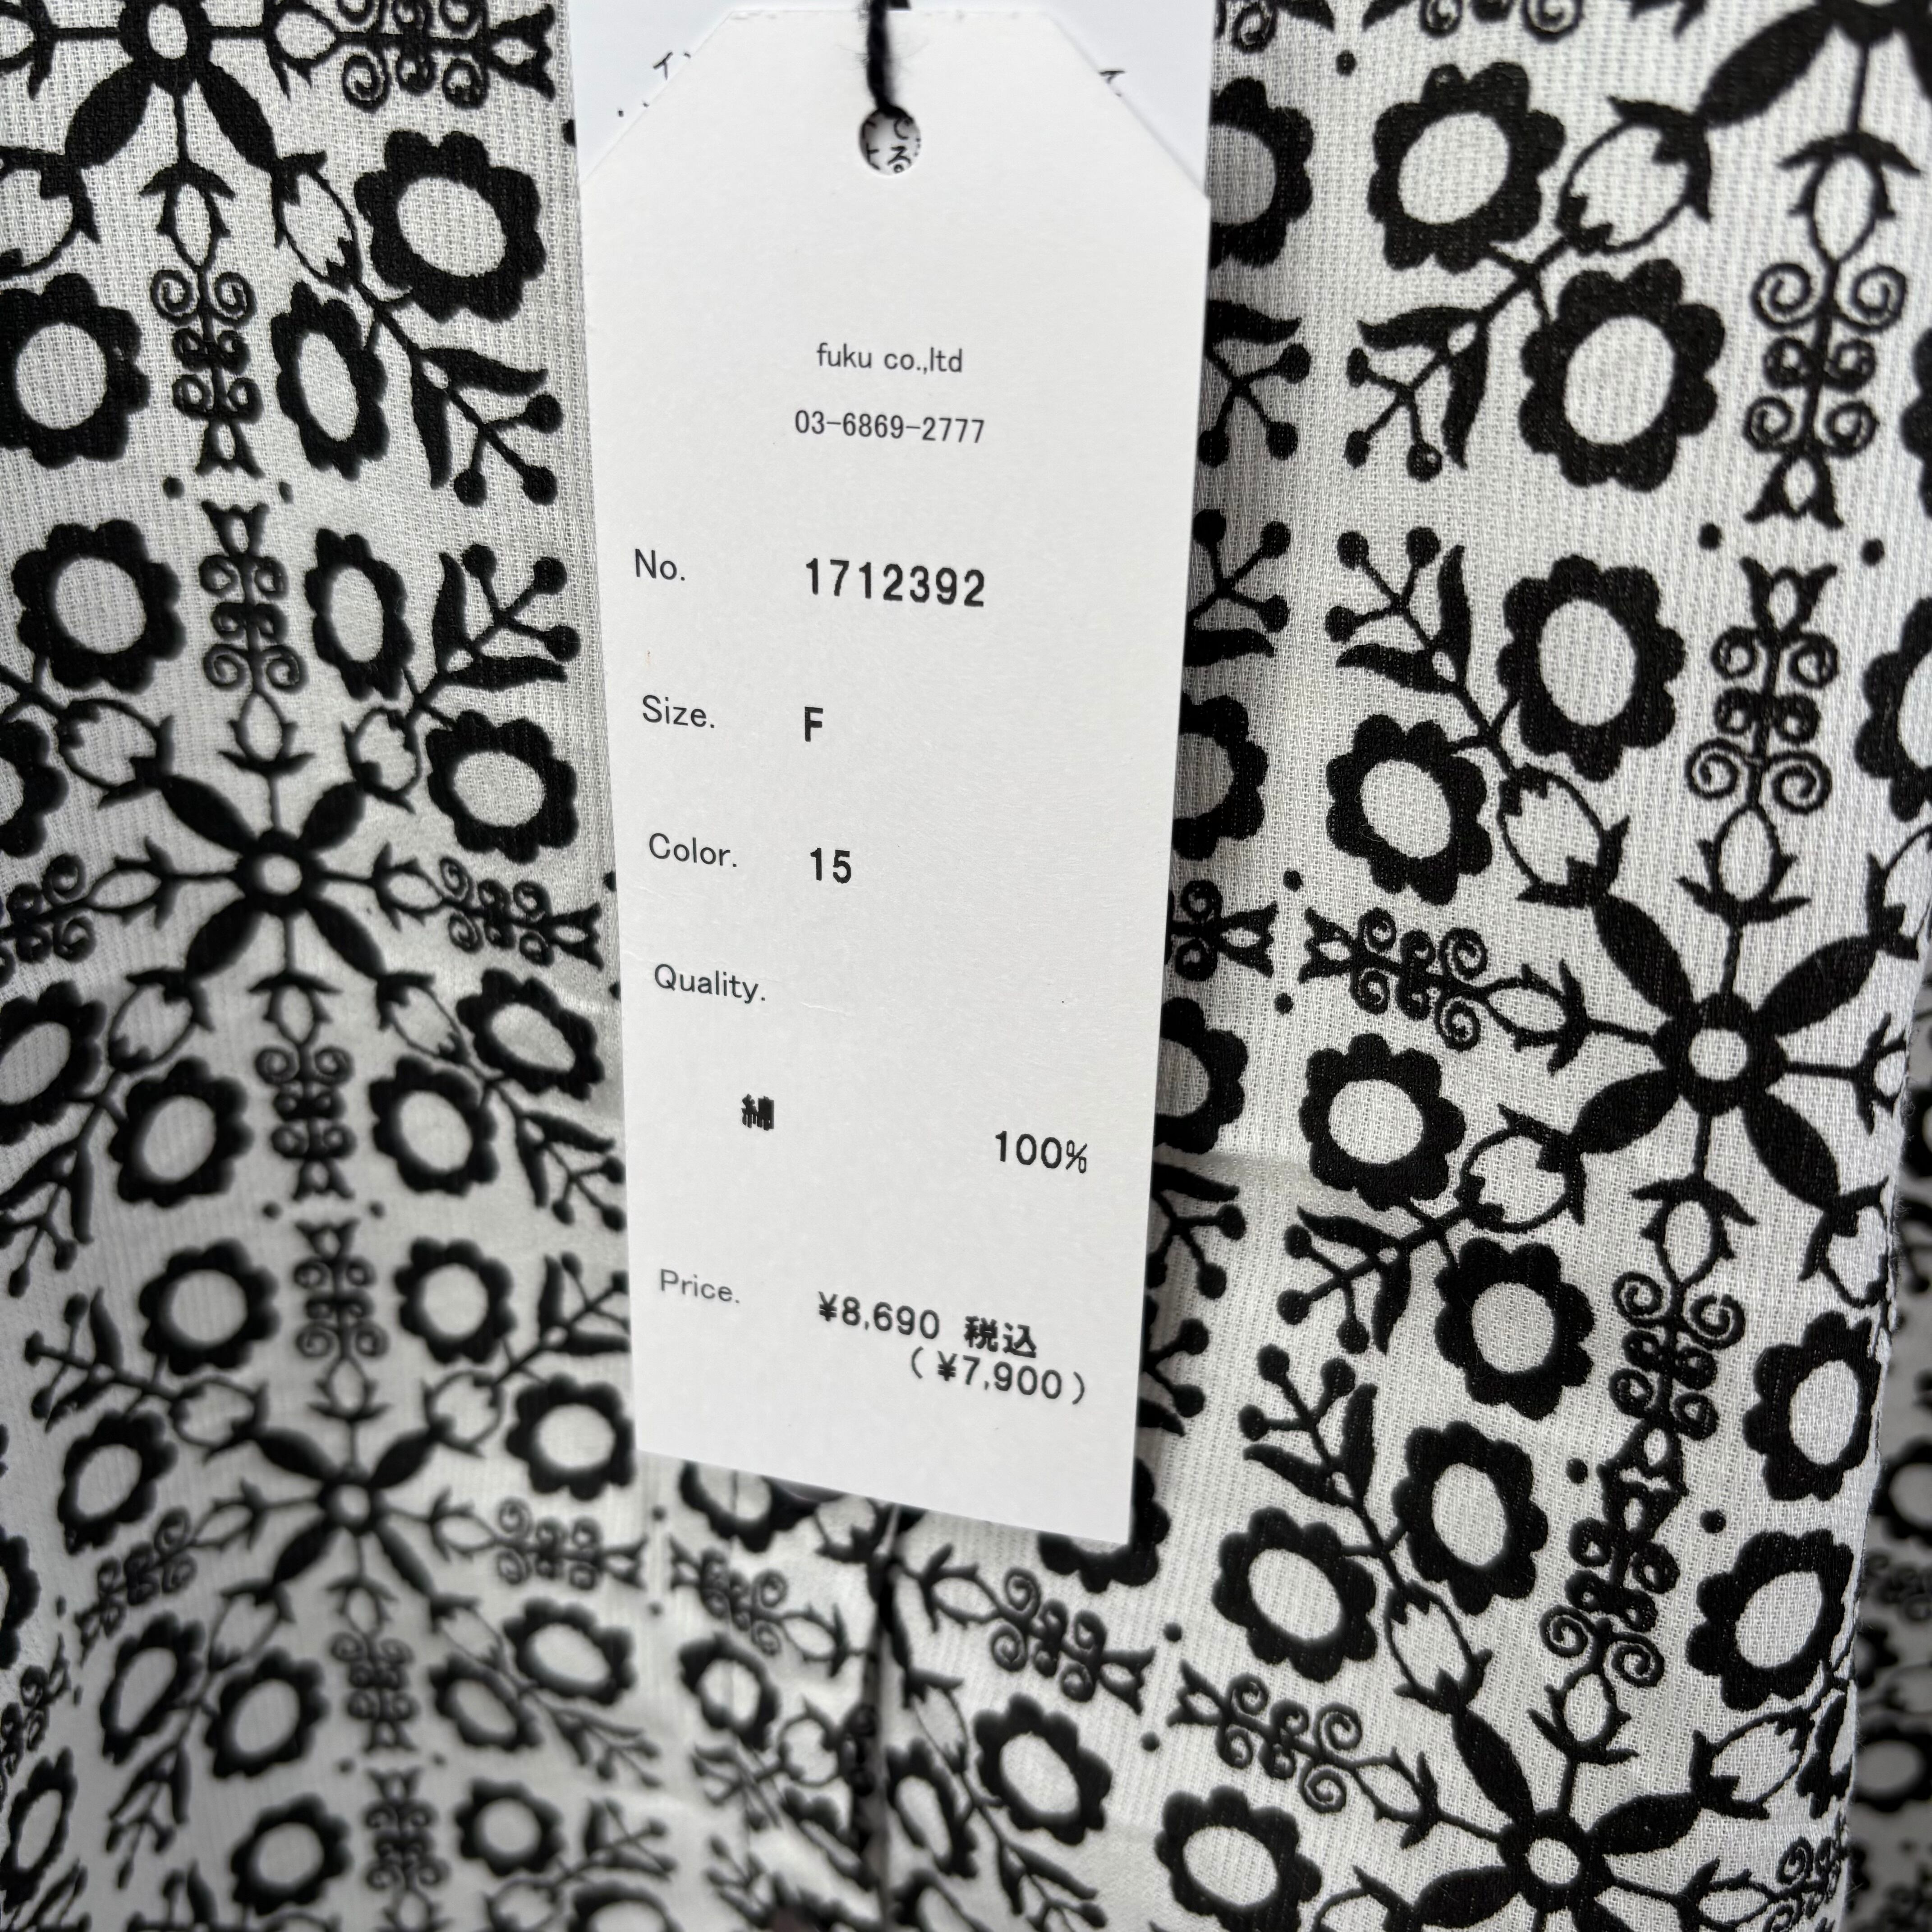 fuku co.,ltd
03-6869-2777
No. 1712392
Size. F
Color. 15
Quality.
綿 100%
Price. ¥8,690 税込
(¥7,900)